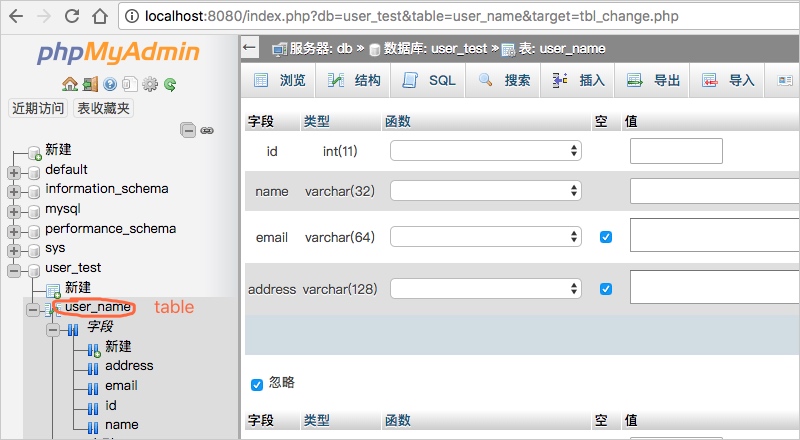 localhost:8080/index.php?db=user_test&table=user_name&target=tbl_change.php
phpMyAdmin
近期访问 表收藏夹
新建
default
information_schema
mysql
performance_schema
sys
user_test
新建
user_name table
字段
新建
address
email
id
name
服务器: db » 数据库: user_test » 表: user_name
浏览 结构 SQL 搜索 插入 导出 导入
字段 类型 函数 空 值
id int(11)
name varchar(32)
email varchar(64)
address varchar(128)
忽略
字段 类型 函数 空 值